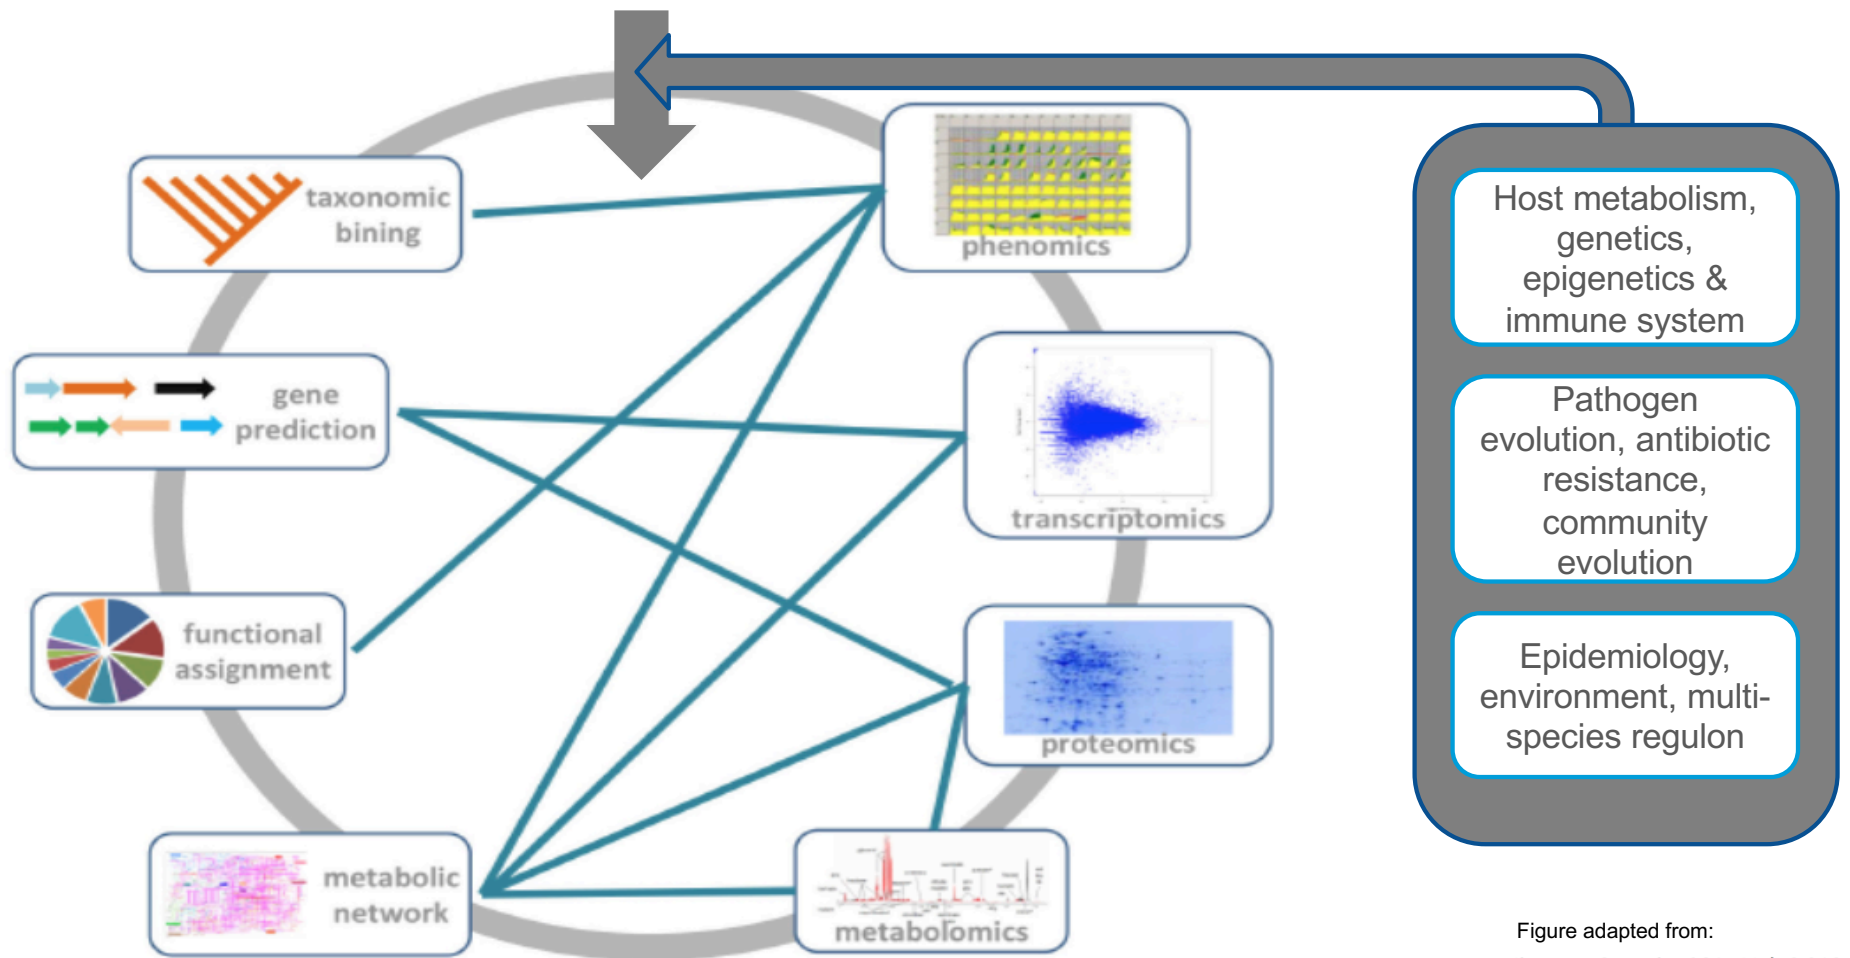 taxonomic
bining
gene
prediction
functional
assignment
metabolic
network
phenomics
transcriptomics
proteomics
metabolomics
Host metabolism,
genetics,
epigenetics &
immune system
Pathogen
evolution, antibiotic
resistance,
community
evolution
Epidemiology,
environment, multi-
species regulon
Figure adapted from: